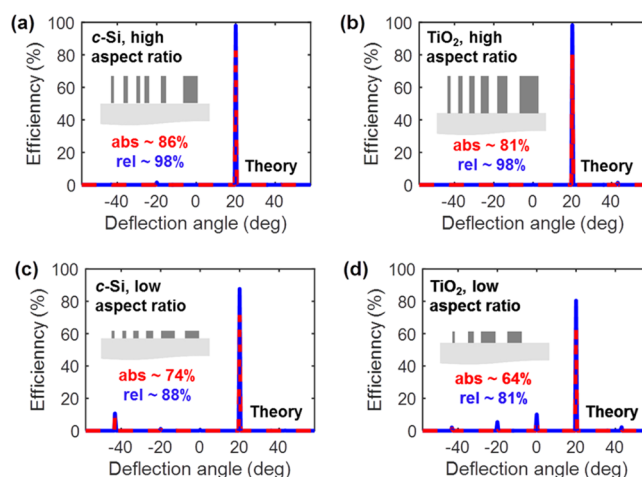 (a)
c-Si, high
aspect ratio
abs ~ 86%
rel ~ 98%
Theory
Efficienncy (%)
100
80
60
40
20
0
-40 -20 0 20 40
Deflection angle (deg)
(b)
TiO2, high
aspect ratio
abs ~ 81%
rel ~ 98%
Theory
Efficienncy (%)
100
80
60
40
20
0
-40 -20 0 20 40
Deflection angle (deg)
(c)
c-Si, low
aspect ratio
abs ~ 74%
rel ~ 88%
Theory
Efficienncy (%)
100
80
60
40
20
0
-40 -20 0 20 40
Deflection angle (deg)
(d)
TiO2, low
aspect ratio
abs ~ 64%
rel ~ 81%
Theory
Efficienncy (%)
100
80
60
40
20
0
-40 -20 0 20 40
Deflection angle (deg)